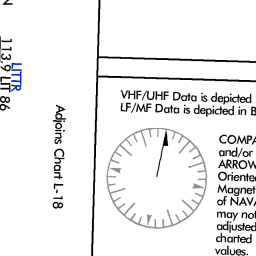 LITTR
113.9 LIT 86
Adjoins Chart L-18
VHF/UHF Data is depicted
LF/MF Data is depicted in B
COMPA
and/or
ARROW
Oriente
Magnet
of NAVA
may not
adjusted
charted
values.